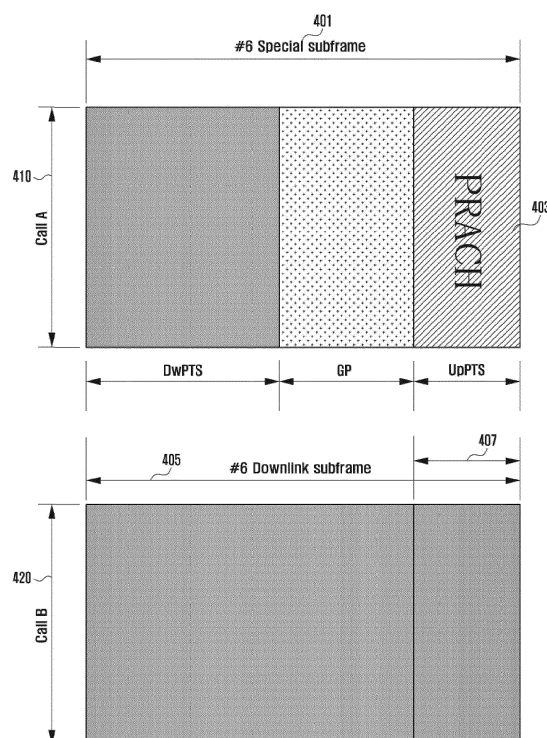 401
#6 Special subframe
410
Call A
PRACH
403
DwPTS
GP
UpPTS
407
405
#6 Downlink subframe
420
Call B